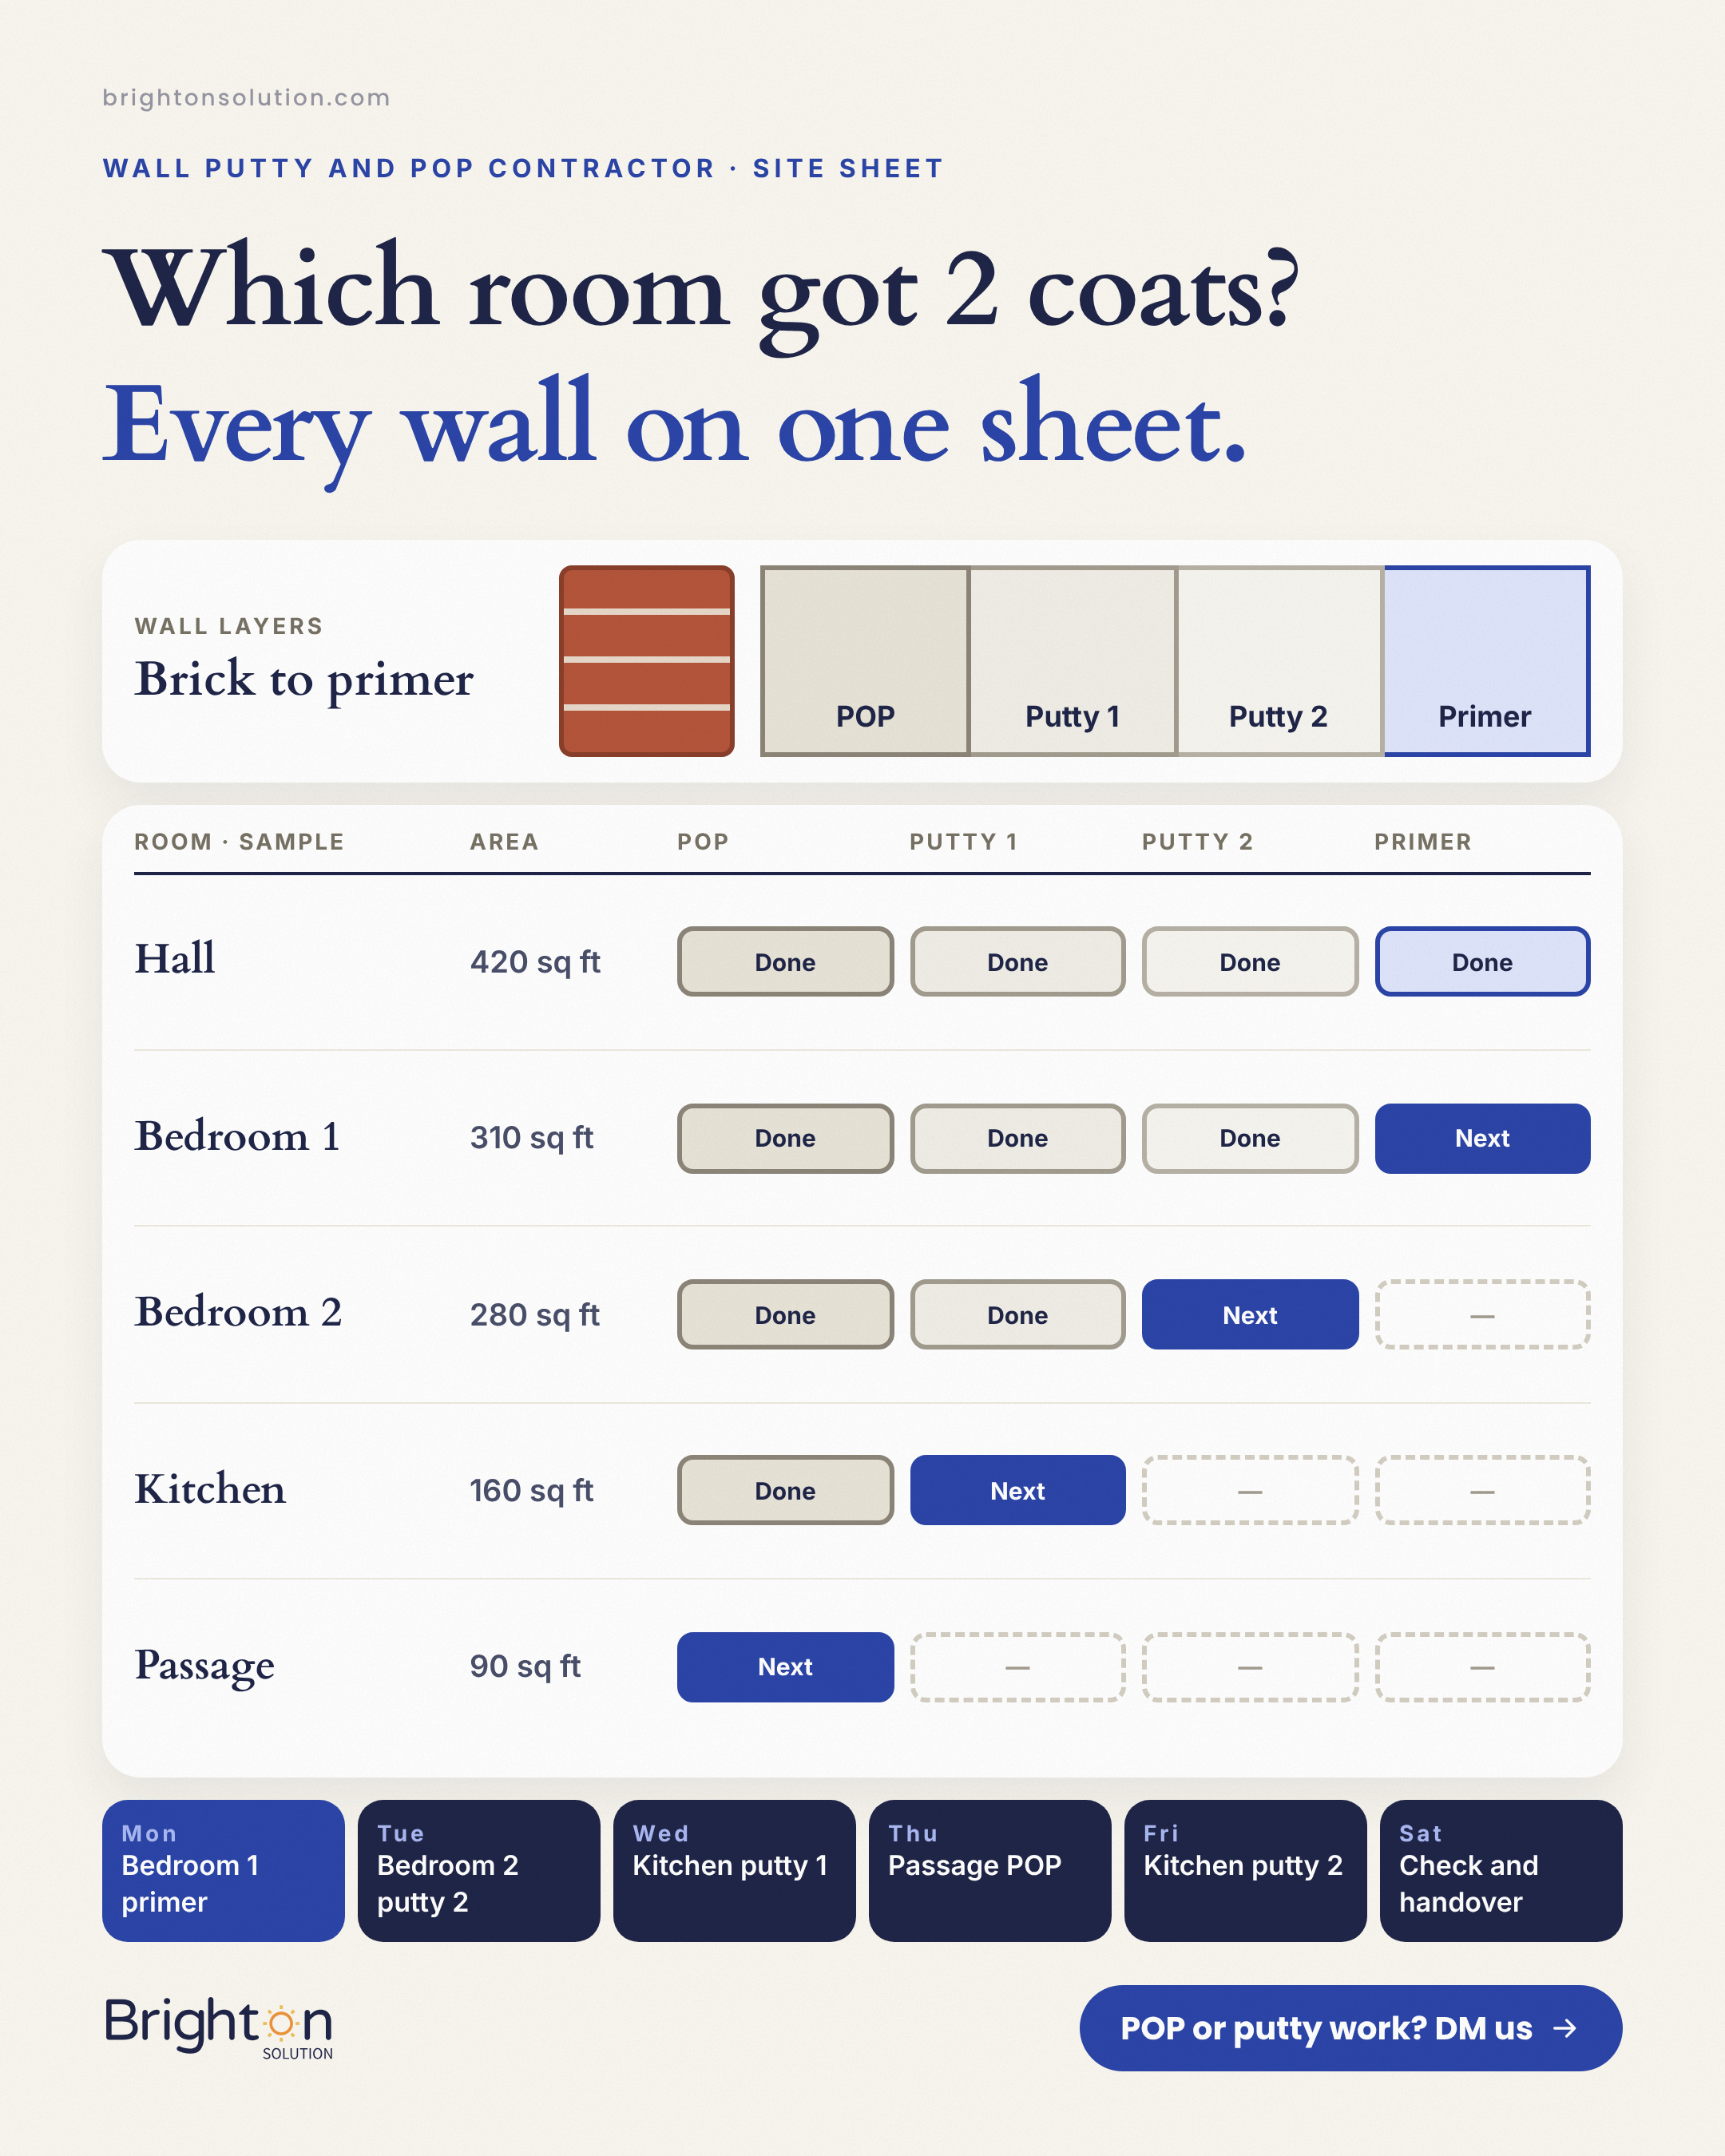 brightonsolution.com
WALL PUTTY AND POP CONTRACTOR · SITE SHEET
Which room got 2 coats?
Every wall on one sheet.
WALL LAYERS
Brick to primer
POP Putty 1 Putty 2 Primer
ROOM · SAMPLE AREA POP PUTTY 1 PUTTY 2 PRIMER
Hall 420 sq ft Done Done Done Done
Bedroom 1 310 sq ft Done Done Done Next
Bedroom 2 280 sq ft Done Done Next —
Kitchen 160 sq ft Done Next — —
Passage 90 sq ft Next — — —
Mon
Bedroom 1
primer
Tue
Bedroom 2
putty 2
Wed
Kitchen putty 1
Thu
Passage POP
Fri
Kitchen putty 2
Sat
Check and
handover
Brighton
SOLUTION
POP or putty work? DM us →